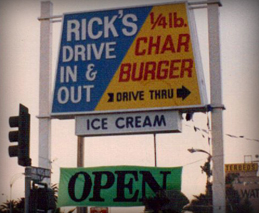 RICK'S
DRIVE
IN &
OUT
1/4 lb.
CHAR
BURGER
DRIVE THRU
ICE CREAM
OPEN